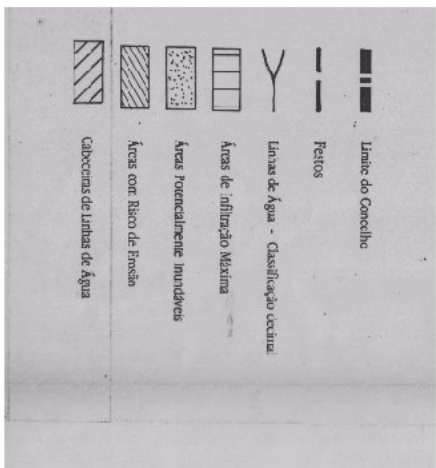 Limite do Concelho
Festos
Linhas de Água - Classificação decimal
Áreas de Infiltração Máxima
Áreas Potencialmente Inundáveis
Áreas com Risco de Erosão
Cabeceiras de Linhas de Água